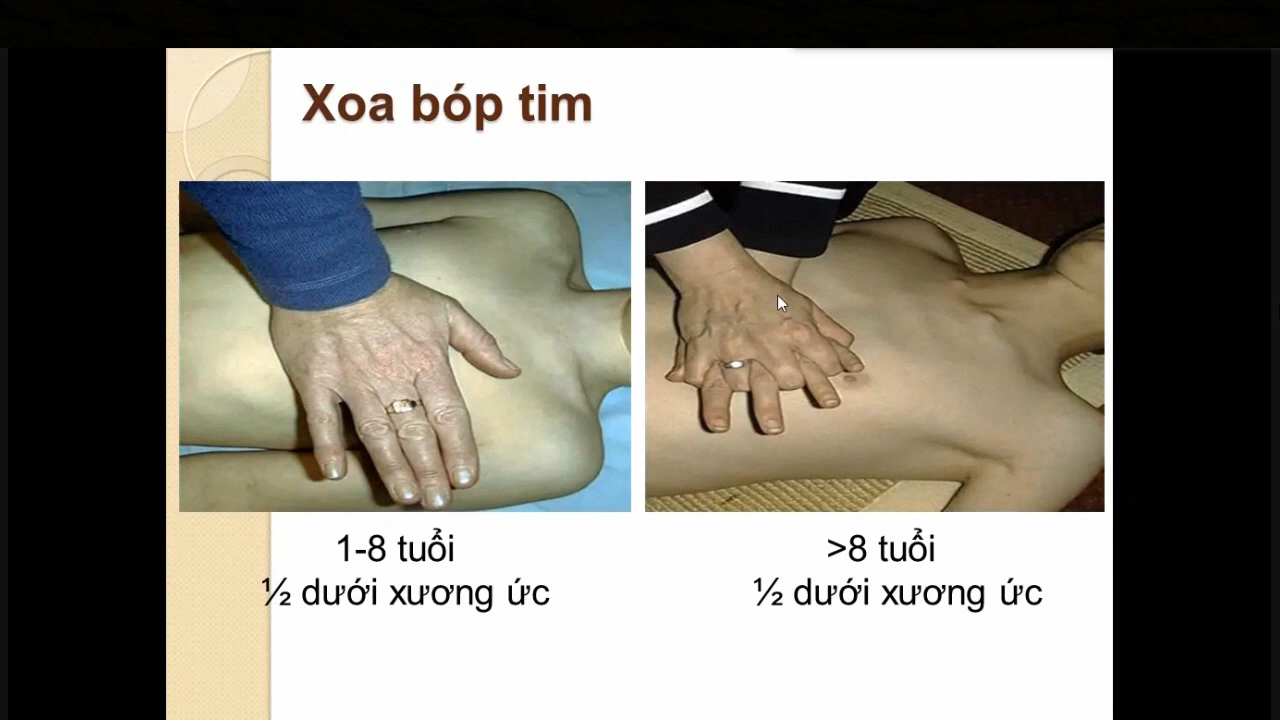 Xoa bóp tim
1-8 tuổi
½ dưới xương ức
>8 tuổi
½ dưới xương ức